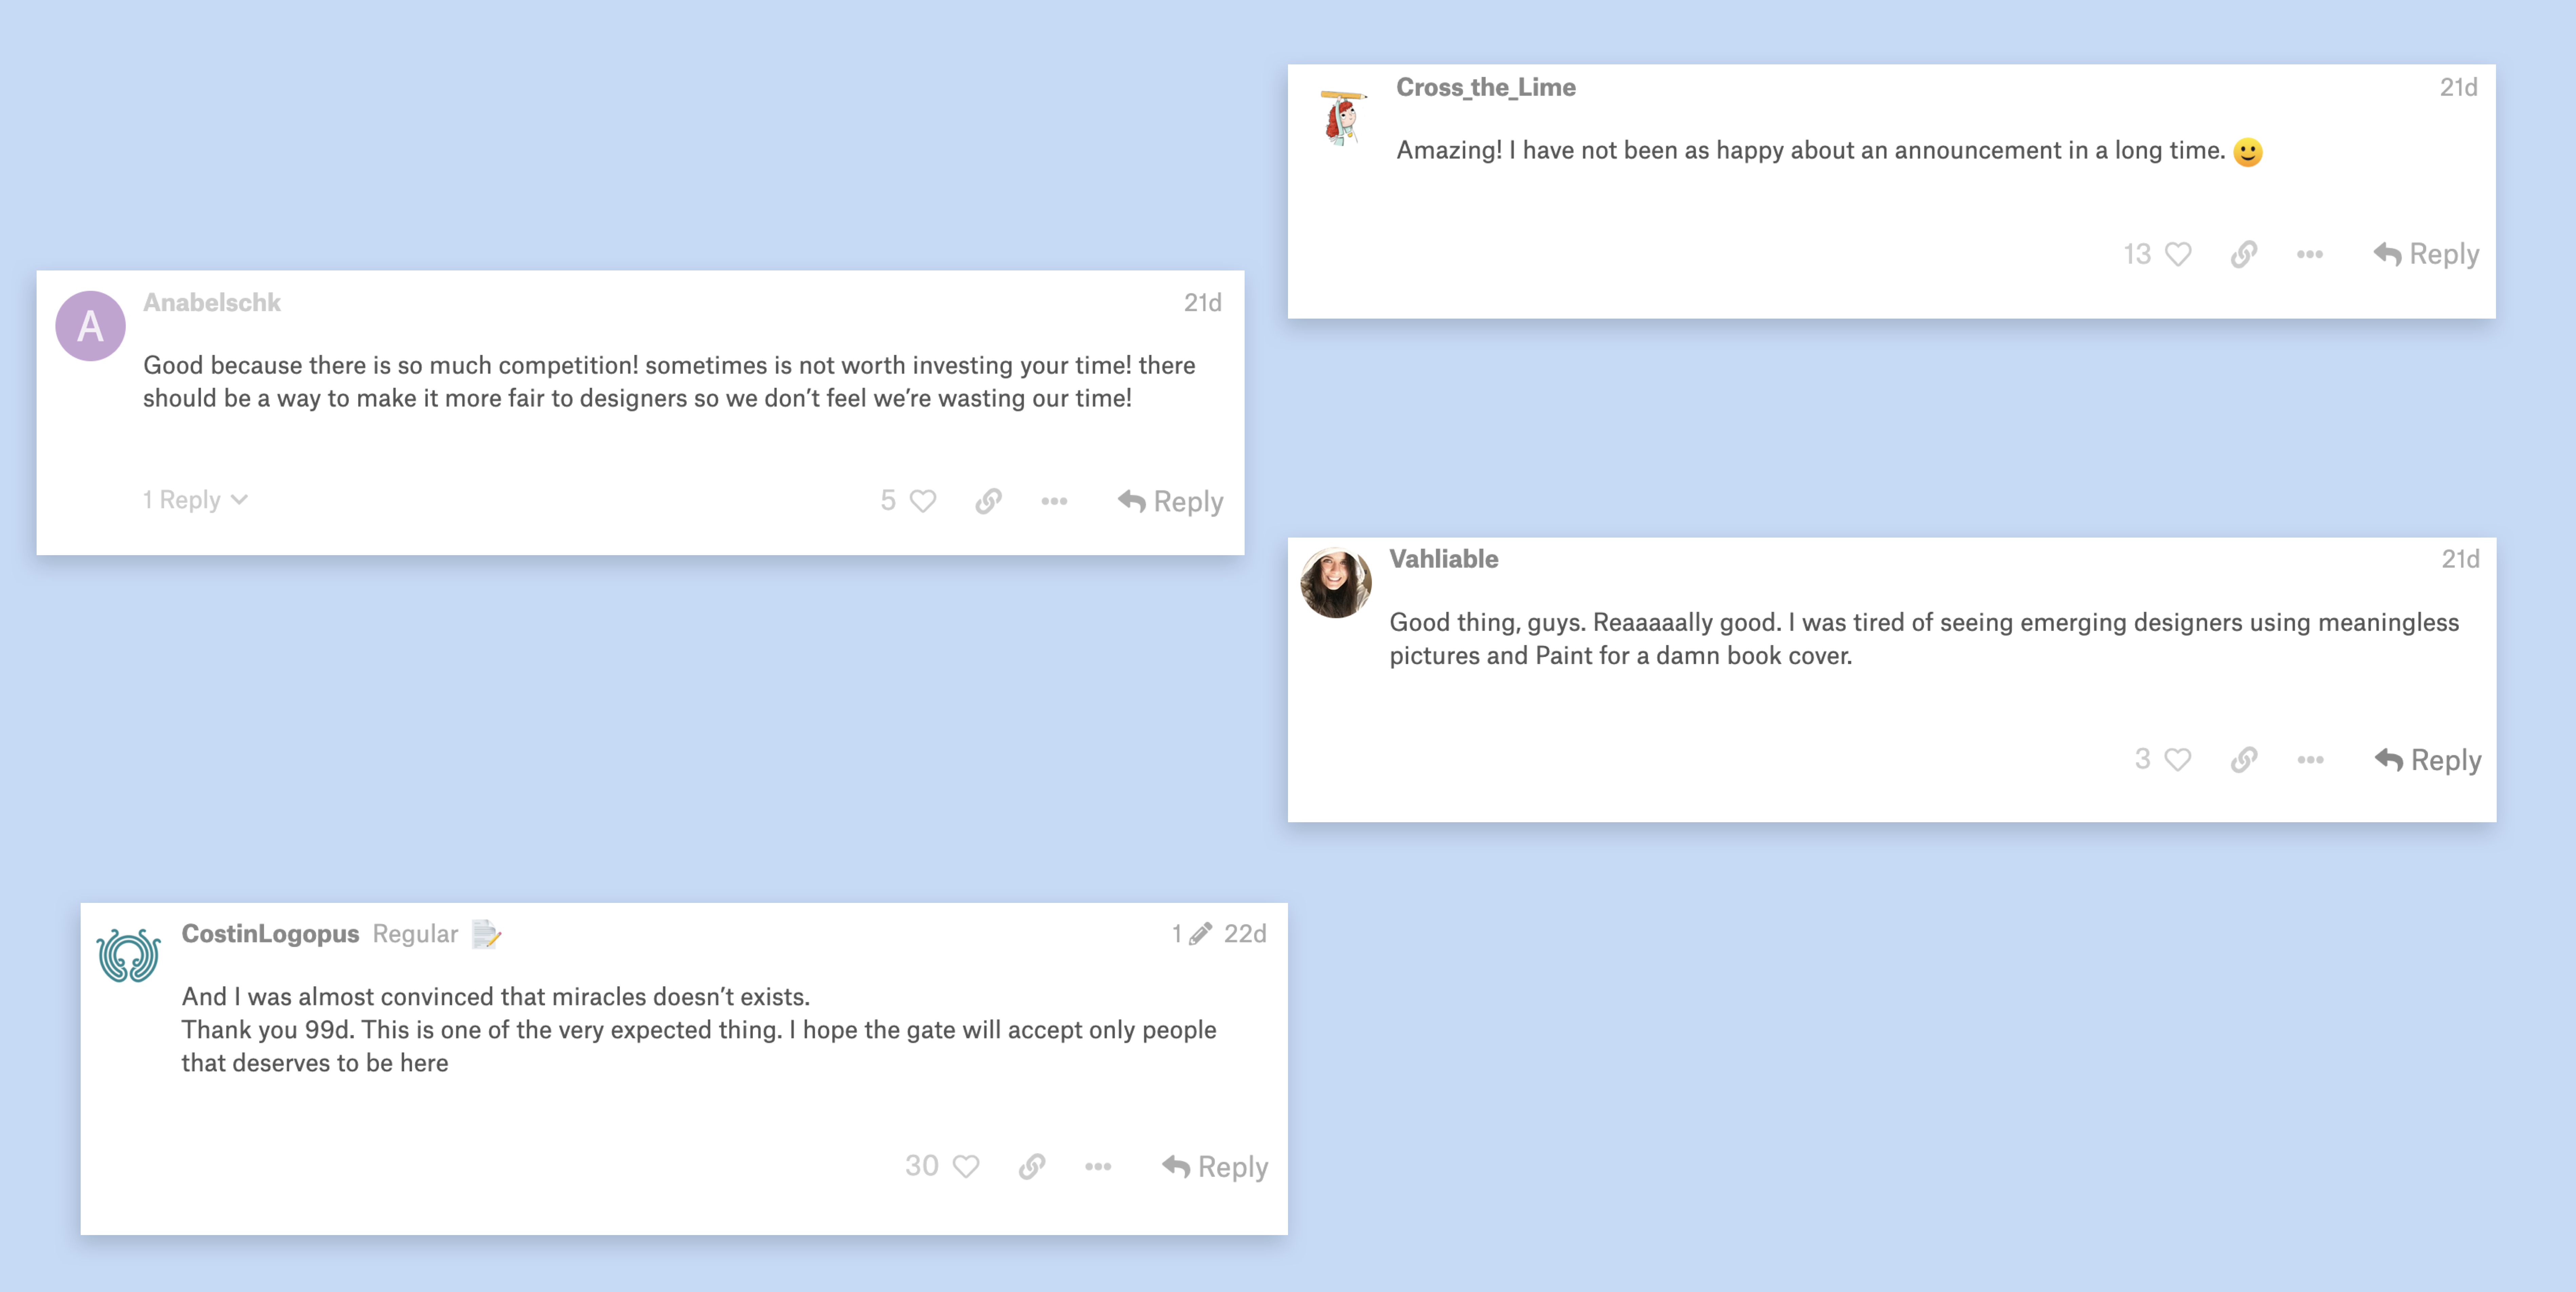 Cross_the_Lime 21d
Amazing! I have not been as happy about an announcement in a long time. 🙂
13 Reply
A Anabelschk 21d
Good because there is so much competition! sometimes is not worth investing your time! there
should be a way to make it more fair to designers so we don’t feel we’re wasting our time!
1 Reply 5 Reply
Vahliable 21d
Good thing, guys. Reaaaaally good. I was tired of seeing emerging designers using meaningless
pictures and Paint for a damn book cover.
3 Reply
CostinLogopus Regular 1 22d
And I was almost convinced that miracles doesn’t exists.
Thank you 99d. This is one of the very expected thing. I hope the gate will accept only people
that deserves to be here
30 Reply